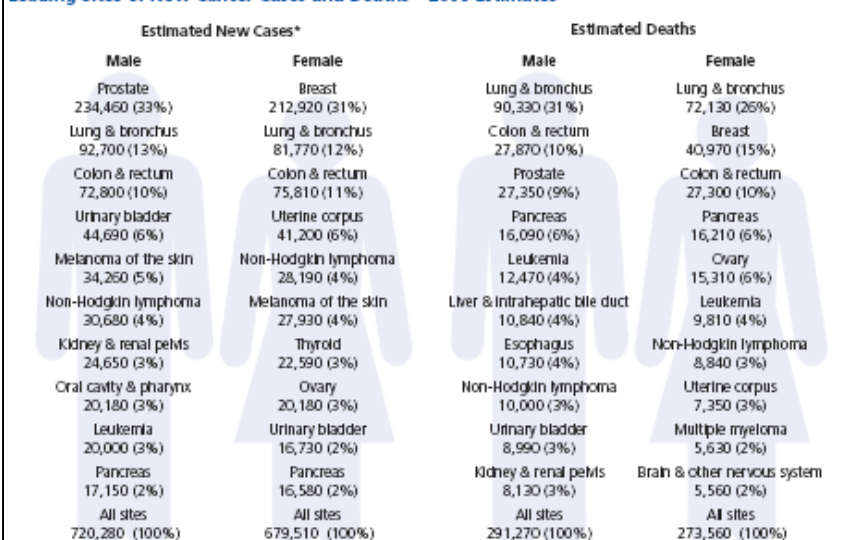 Estimated New Cases*
Estimated Deaths
Male
Female
Male
Female
Prostate
Breast
Lung & bronchus
Lung & bronchus
234,460 (33%)
212,920 (31%)
90,330 (31%)
72,130 (26%)
Lung & bronchus
Lung & bronchus
Colon & rectum
Breast
92,700 (13%)
81,770 (12%)
27,870 (10%)
40,970 (15%)
Colon & rectum
Colon & rectum
Prostate
Colon & rectum
72,800 (10%)
75,810 (11%)
27,350 (9%)
27,300 (10%)
Urinary bladder
Uterine corpus
Pancreas
Pancreas
44,690 (6%)
41,200 (6%)
16,090 (6%)
16,210 (6%)
Melanoma of the skin
Non-Hodgkin lymphoma
Leukemia
Ovary
34,260 (5%)
28,190 (4%)
12,470 (4%)
15,310 (6%)
Non-Hodgkin lymphoma
Melanoma of the skin
Liver & intrahepatic bile duct
Leukemia
30,680 (4%)
27,930 (4%)
10,840 (4%)
9,810 (4%)
Kidney & renal pelvis
Thyroid
Esophagus
Non-Hodgkin lymphoma
24,650 (3%)
22,590 (3%)
10,730 (4%)
8,840 (3%)
Oral cavity & pharynx
Ovary
Non-Hodgkin lymphoma
Uterine corpus
20,180 (3%)
20,180 (3%)
10,000 (3%)
7,350 (3%)
Leukemia
Urinary bladder
Urinary bladder
Multiple myeloma
20,000 (3%)
16,730 (2%)
8,990 (3%)
5,630 (2%)
Pancreas
Pancreas
Kidney & renal pelvis
Brain & other nervous system
17,150 (2%)
16,580 (2%)
8,130 (3%)
5,560 (2%)
All sites
All sites
All sites
All sites
720,280 (100%)
679,510 (100%)
291,270 (100%)
273,560 (100%)